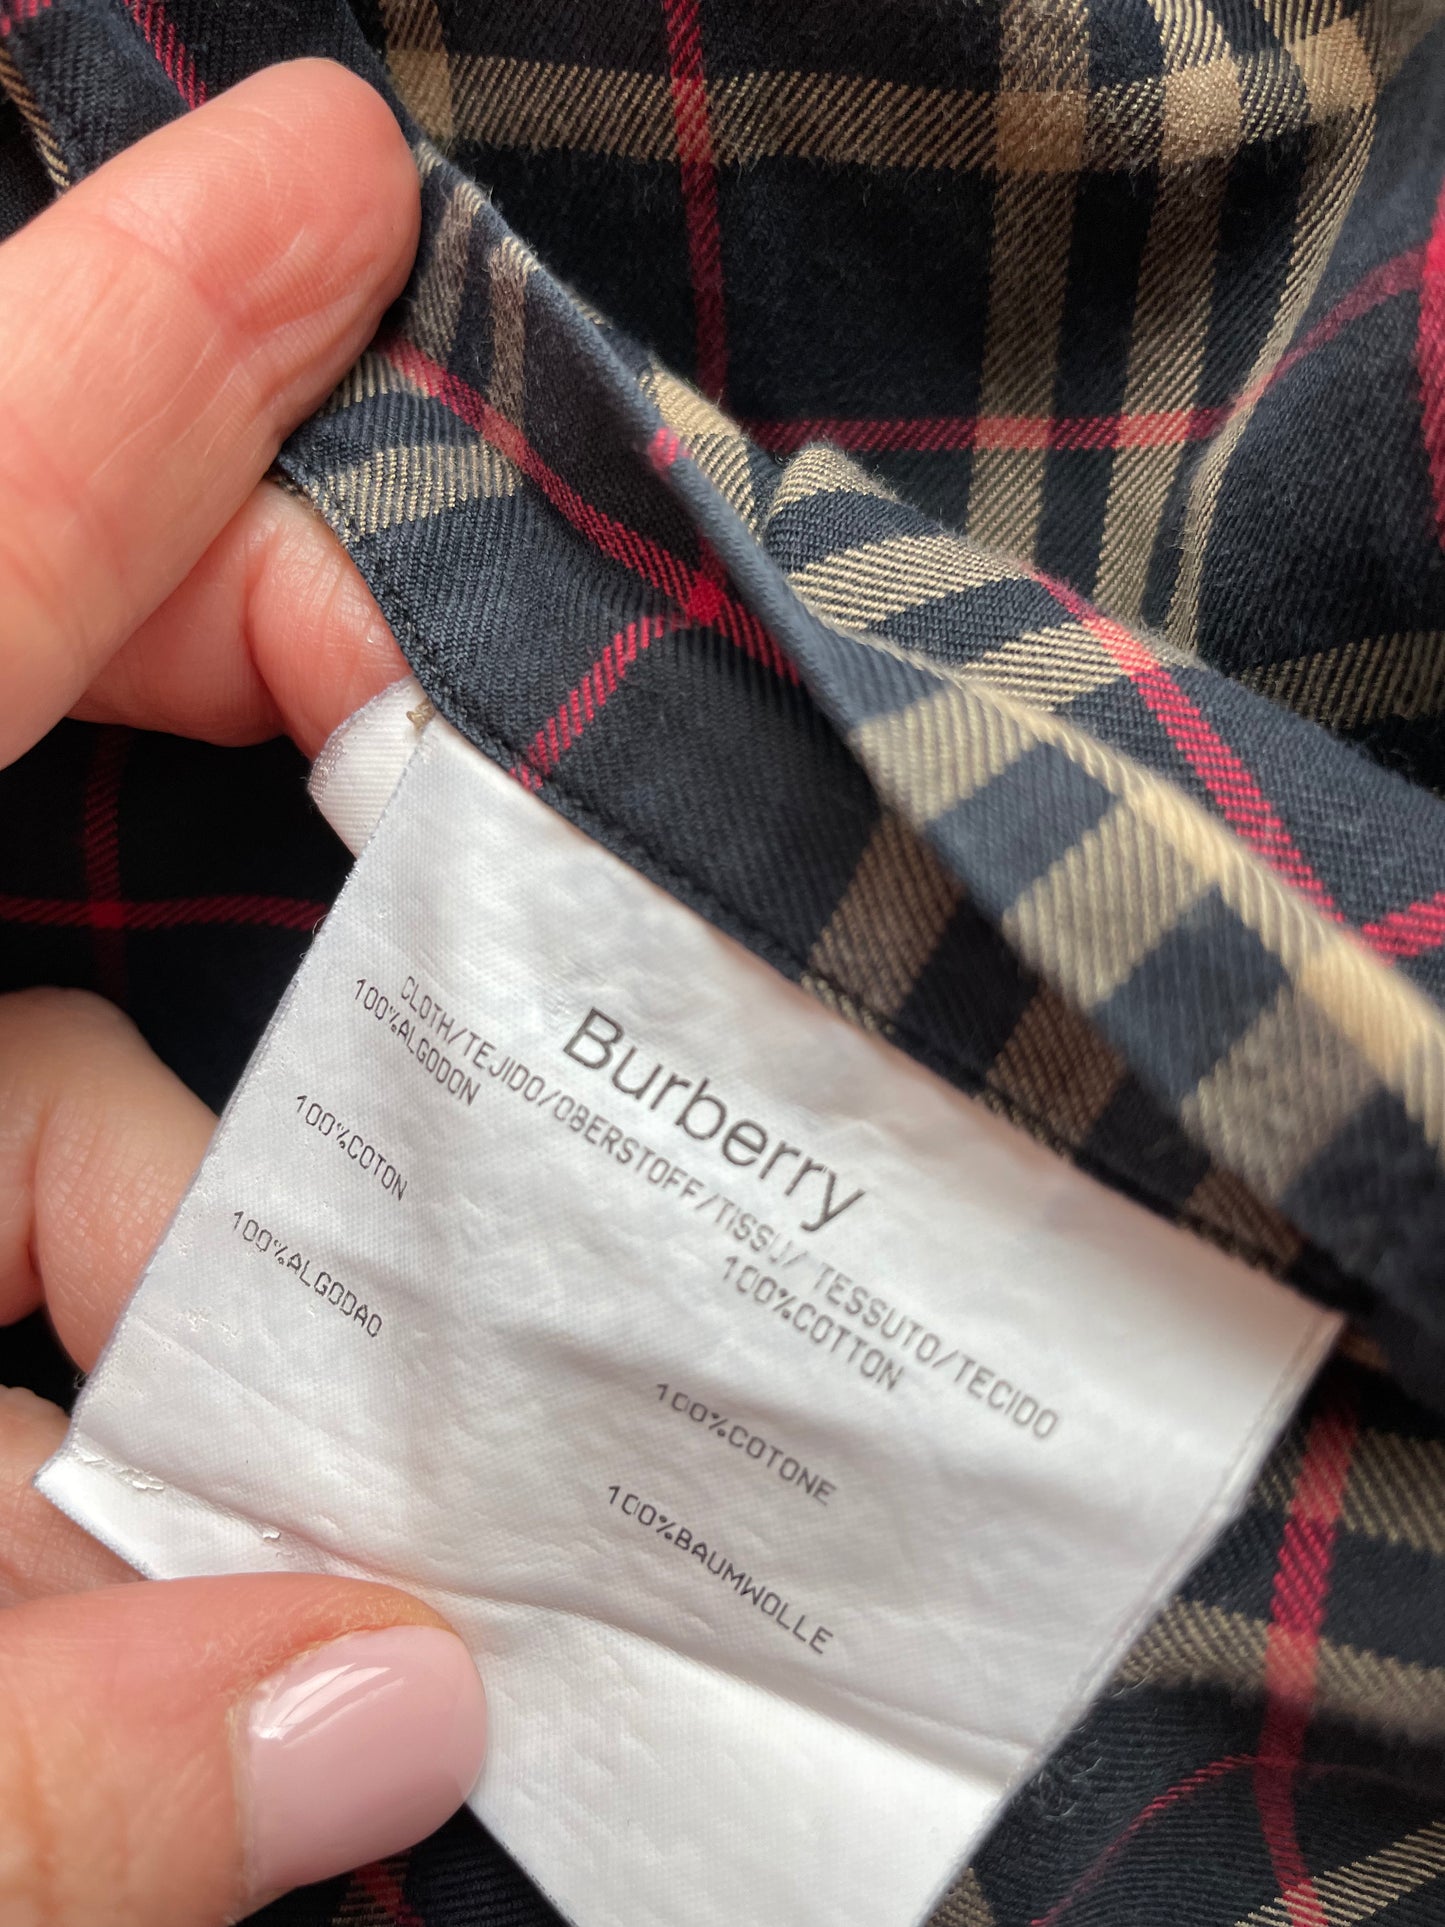 Burberry
CLOTH/TEJIDO/OBERSTOFF/TISSU/TESSUTO/TECIDO
100%ALGODON 100%COTTON
100%COTON 100%COTONE
100%ALGODAO 100%BAUMWOLLE